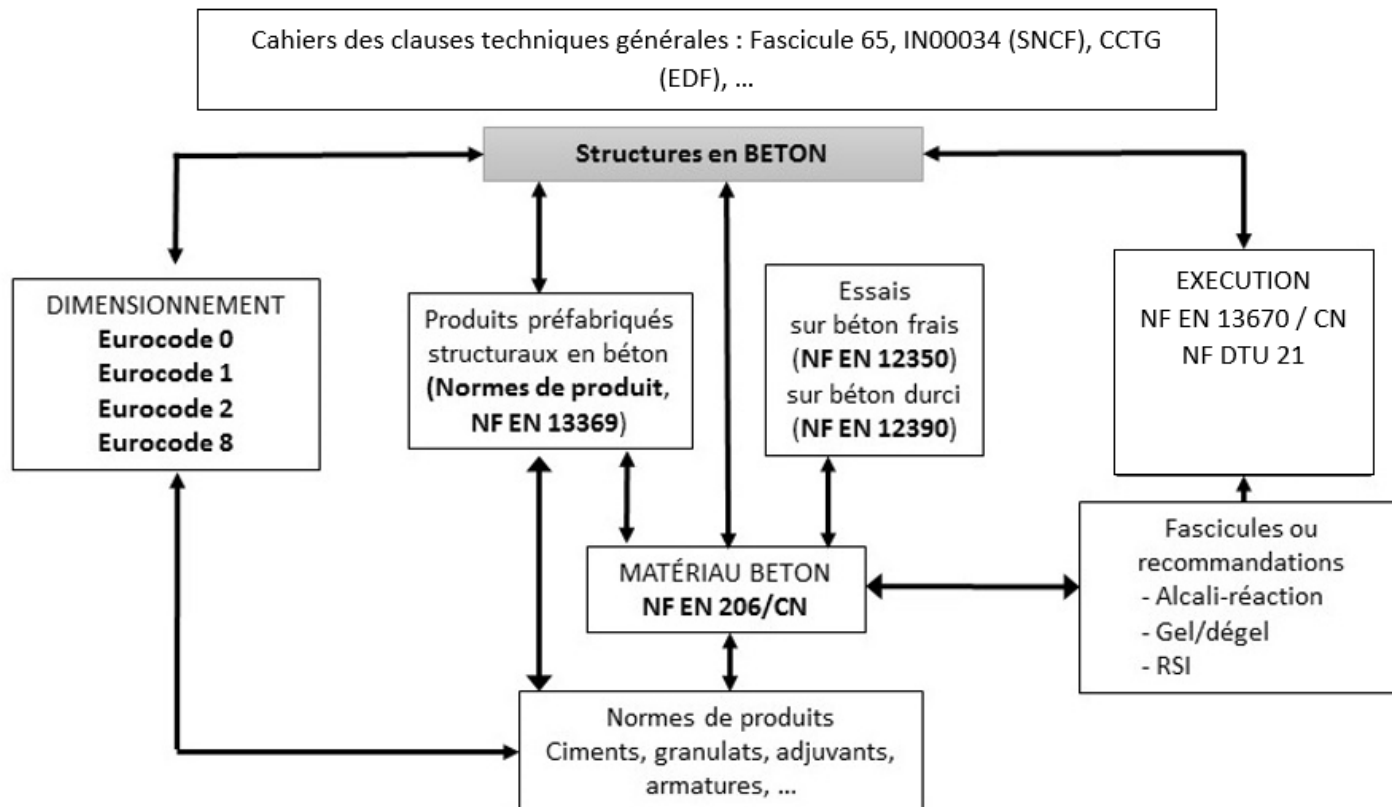 Cahiers des clauses techniques générales : Fascicule 65, IN00034 (SNCF), CCTG
(EDF), ...
Structures en BETON
DIMENSIONNEMENT
Eurocode 0
Eurocode 1
Eurocode 2
Eurocode 8
Produits préfabriqués
structuraux en béton
(Normes de produit,
NF EN 13369)
Essais
sur béton frais
(NF EN 12350)
sur béton durci
(NF EN 12390)
EXECUTION
NF EN 13670 / CN
NF DTU 21
MATÉRIAU BETON
NF EN 206/CN
Fascicules ou
recommandations
- Alcali-réaction
- Gel/dégel
- RSI
Normes de produits
Ciments, granulats, adjuvants,
armatures, ...